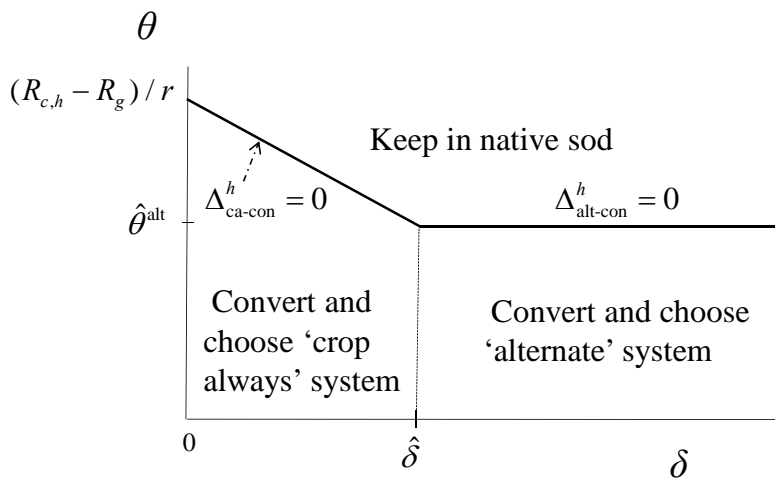 θ
(R_{c,h} − R_g) / r
Keep in native sod
Δ^h_{ca-con} = 0
Δ^h_{alt-con} = 0
θ̂^{alt}
Convert and
choose ‘crop
always’ system
Convert and choose
‘alternate’ system
0
δ̂
δ